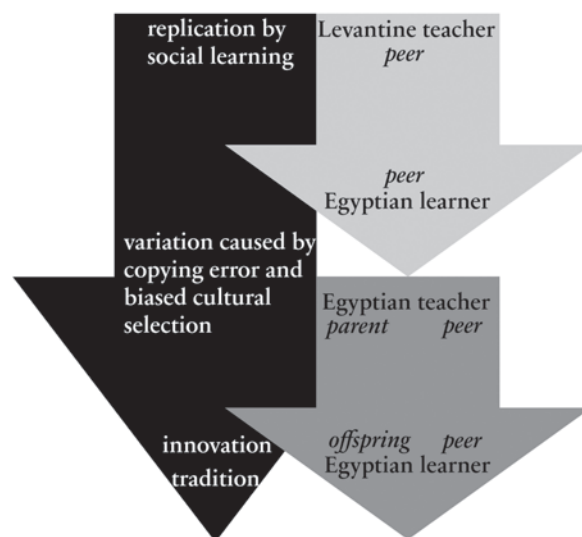 replication by
social learning
variation caused by
copying error and
biased cultural
selection
innovation
tradition
Levantine teacher
peer
peer
Egyptian learner
Egyptian teacher
parent peer
offspring peer
Egyptian learner